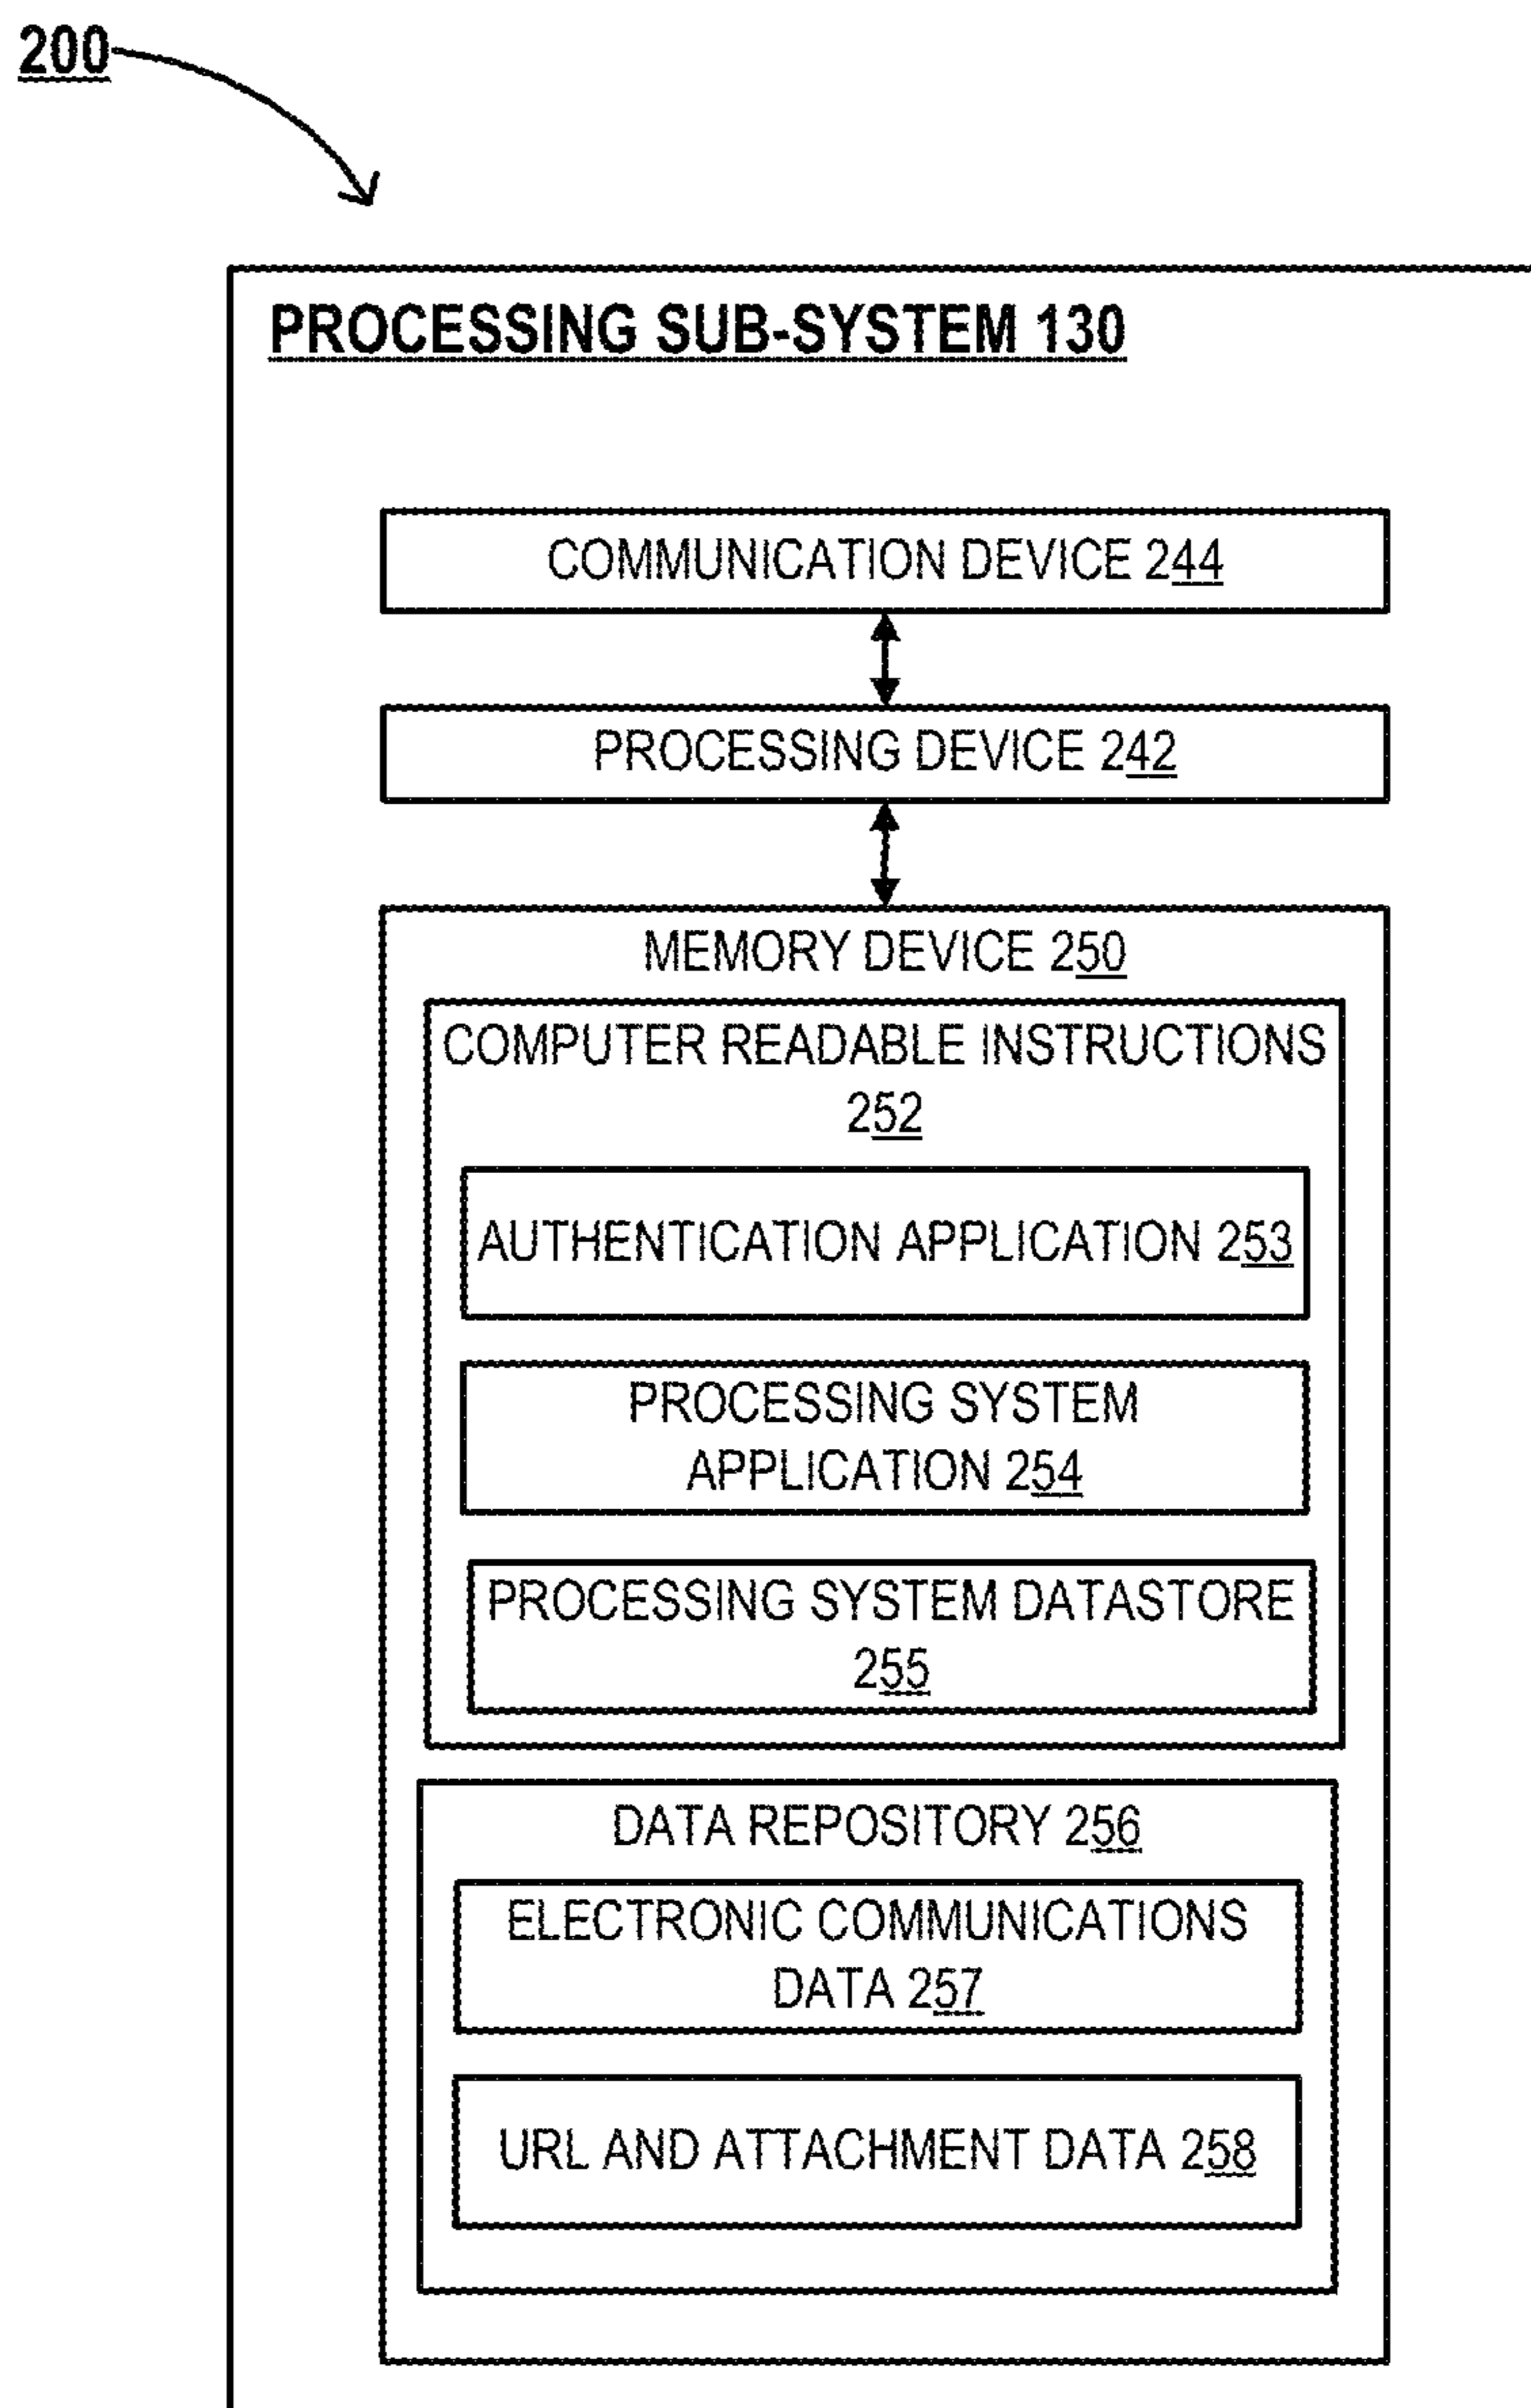 200
PROCESSING SUB-SYSTEM 130
COMMUNICATION DEVICE 244
PROCESSING DEVICE 242
MEMORY DEVICE 250
COMPUTER READABLE INSTRUCTIONS
252
AUTHENTICATION APPLICATION 253
PROCESSING SYSTEM
APPLICATION 254
PROCESSING SYSTEM DATASTORE
255
DATA REPOSITORY 256
ELECTRONIC COMMUNICATIONS
DATA 257
URL AND ATTACHMENT DATA 258